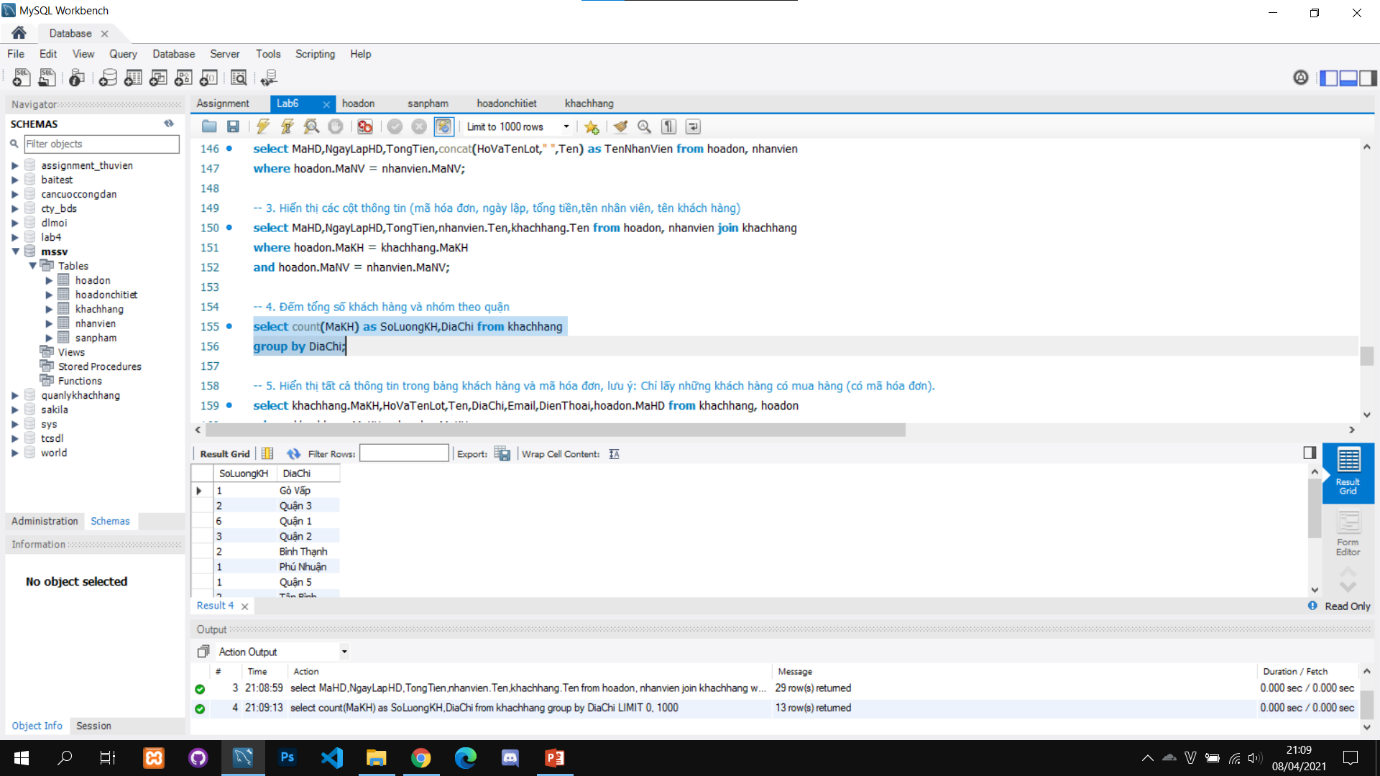 MySQL Workbench
Database
File Edit View Query Database Server Tools Scripting Help
Navigator
SCHEMAS
Filter objects
assignment_thuvien
baitest
cancuoccongdan
cty_bds
dlmoi
lab4
mssv
Tables
hoadon
hoadonchitiet
khachhang
nhanvien
sanpham
Views
Stored Procedures
Functions
quanlykhachhang
sakila
sys
tcsdl
world
Administration Schemas
Information
No object selected
Object Info Session
Assignment Lab6 hoadon sanpham hoadonchitiet khachhang
Limit to 1000 rows
146 select MaHD,NgayLapHD,TongTien,concat(HoVaTenLot," ",Ten) as TenNhanVien from hoadon, nhanvien
147 where hoadon.MaNV = nhanvien.MaNV;
148
149 -- 3. Hiển thị các cột thông tin (mã hóa đơn, ngày lập, tổng tiền,tên nhân viên, tên khách hàng)
150 select MaHD,NgayLapHD,TongTien,nhanvien.Ten,khachhang.Ten from hoadon, nhanvien join khachhang
151 where hoadon.MaKH = khachhang.MaKH
152 and hoadon.MaNV = nhanvien.MaNV;
153
154 -- 4. Đếm tổng số khách hàng và nhóm theo quận
155 select count(MaKH) as SoLuongKH,DiaChi from khachhang
156 group by DiaChi;
157
158 -- 5. Hiển thị tất cả thông tin trong bảng khách hàng và mã hóa đơn, lưu ý: Chỉ lấy những khách hàng có mua hàng (có mã hóa đơn).
159 select khachhang.MaKH,HoVaTenLot,Ten,DiaChi,Email,DienThoai,hoadon.MaHD from khachhang, hoadon
Result Grid Filter Rows: Export: Wrap Cell Content:
SoLuongKH DiaChi
1 Gò Vấp
2 Quận 3
6 Quận 1
3 Quận 2
2 Bình Thạnh
1 Phú Nhuận
1 Quận 5
Tân Bình
Result Grid
Form Editor
Result 4
Read Only
Output
Action Output
# Time Action Message Duration / Fetch
3 21:08:59 select MaHD,NgayLapHD,TongTien,nhanvien.Ten,khachhang.Ten from hoadon, nhanvien join khachhang w... 29 row(s) returned 0.000 sec / 0.000 sec
4 21:09:13 select count(MaKH) as SoLuongKH,DiaChi from khachhang group by DiaChi LIMIT 0, 1000 13 row(s) returned 0.000 sec / 0.000 sec
21:09
08/04/2021